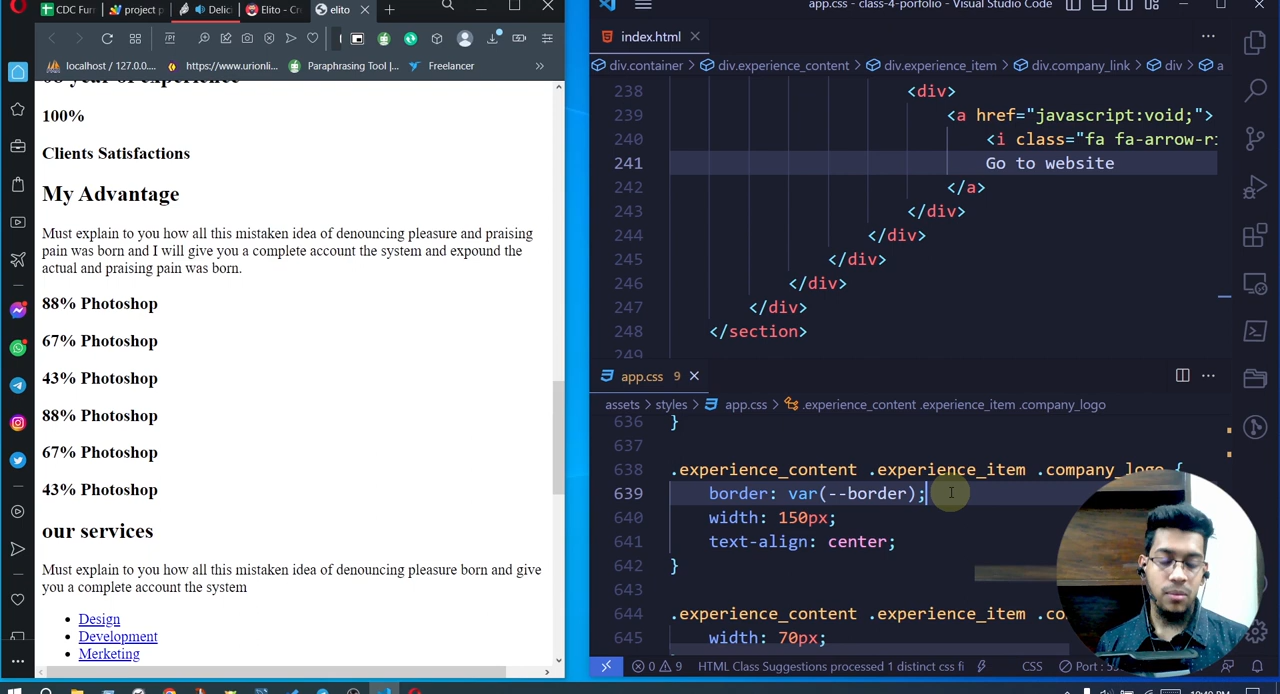 CDC Furr
project p
Delici
Elito - Cr
elito
localhost / 127.0.0....
https://www.urionli...
Paraphrasing Tool |...
Freelancer
100%
Clients Satisfactions
My Advantage
Must explain to you how all this mistaken idea of denouncing pleasure and praising
pain was born and I will give you a complete account the system and expound the
actual and praising pain was born.
88% Photoshop
67% Photoshop
43% Photoshop
88% Photoshop
67% Photoshop
43% Photoshop
our services
Must explain to you how all this mistaken idea of denouncing pleasure born and give
you a complete account the system
Design
Development
Merketing
app.css - class-4-porfolio - Visual Studio Code
index.html
div.container > div.experience_content > div.experience_item > div.company_link > div > a
238 <div>
239 <a href="javascript:void;">
240 <i class="fa fa-arrow-ri
241 Go to website
242 </a>
243 </div>
244 </div>
245 </div>
246 </div>
247 </div>
248 </section>
249
app.css 9
assets > styles > app.css > .experience_content .experience_item .company_logo
636 }
637
638 .experience_content .experience_item .company_logo {
639 border: var(--border);
640 width: 150px;
641 text-align: center;
642 }
643
644 .experience_content .experience_item .co
645 width: 70px;
0 9 HTML Class Suggestions processed 1 distinct css fi CSS Port : 55